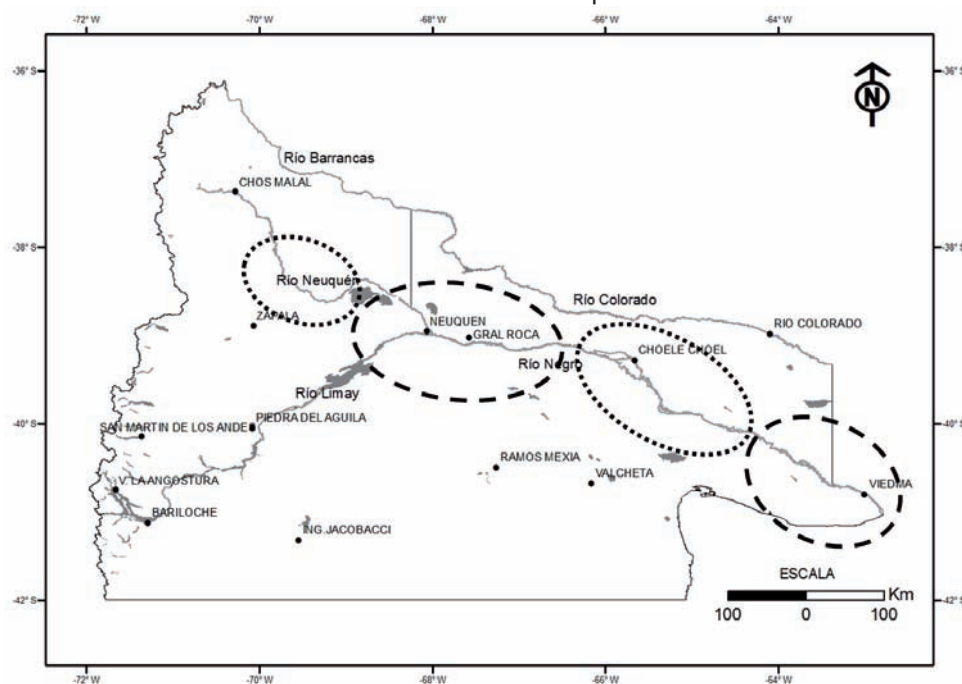 -72° W -70° W -68° W -66° W -64° W
-36° S -36° S
N
Río Barrancas
CHOS MALAL
-38° S -38° S
Río Neuquén
Río Colorado
ZAPALA
NEUQUEN
GRAL ROCA
RIO COLORADO
Río Negro
CHOELE CHOEL
Río Limay
-40° S -40° S
PIEDRA DEL AGUILA
SAN MARTIN DE LOS ANDE
RAMOS MEXIA
VALCHETA
V. LA ANGOSTURA
VIEDMA
BARILOCHE
ING. JACOBACCI
ESCALA
Km
100 0 100
-42° S -42° S
-72° W -70° W -68° W -66° W -64° W